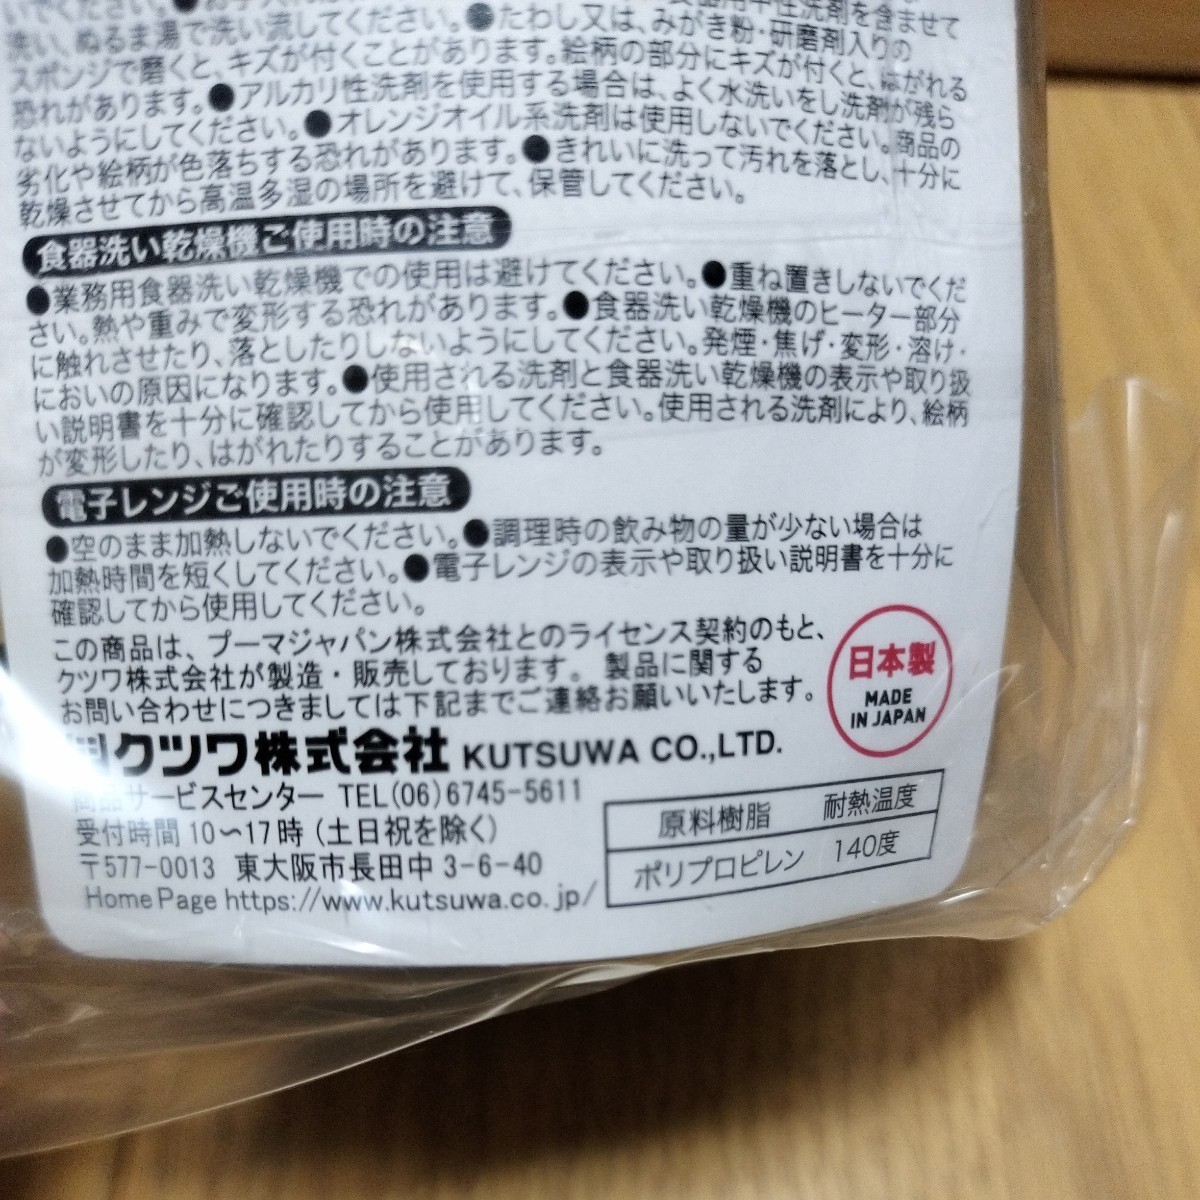 洗い、ぬるま湯で洗い流してください。●たわし又は、みがき粉・研磨剤入りの
スポンジで磨くと、キズが付くことがあります。絵柄の部分にキズが付くと、はがれる
恐れがあります。●アルカリ性洗剤を使用する場合は、よく水洗いをし洗剤が残ら
ないようにしてください。●オレンジオイル系洗剤は使用しないでください。商品の
劣化や絵柄が色落ちする恐れがあります。●きれいに洗って汚れを落とし、十分に
乾燥させてから高温多湿の場所を避けて、保管してください。
食器洗い乾燥機ご使用時の注意
●業務用食器洗い乾燥機での使用は避けてください。●重ね置きしないでくだ
さい。熱や重みで変形する恐れがあります。●食器洗い乾燥機のヒーター部分
に触れさせたり、落としたりしないようにしてください。発煙・焦げ・変形・溶け・
においの原因になります。●使用される洗剤と食器洗い乾燥機の表示や取り扱
い説明書を十分に確認してから使用してください。使用される洗剤により、絵柄
が変形したり、はがれたりすることがあります。
電子レンジご使用時の注意
●空のまま加熱しないでください。●調理時の飲み物の量が少ない場合は
加熱時間を短くしてください。●電子レンジの表示や取り扱い説明書を十分に
確認してから使用してください。
この商品は、プーマジャパン株式会社とのライセンス契約のもと、
クツワ株式会社が製造・販売しております。 製品に関する
お問い合わせにつきましては下記までご連絡お願いいたします。
日本製
MADE
IN JAPAN
クツワ株式会社 KUTSUWA CO.,LTD.
商品サービスセンター TEL(06)6745-5611
受付時間 10〜17時(土日祝を除く)
〒577-0013 東大阪市長田中 3-6-40
Home Page https://www.kutsuwa.co.jp/
原料樹脂 耐熱温度
ポリプロピレン 140度